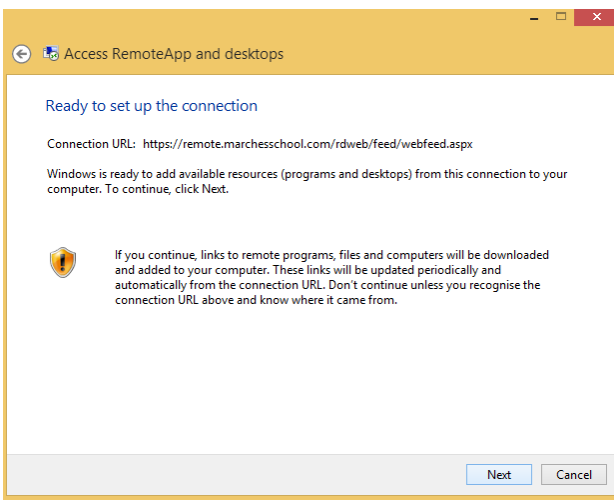 Access RemoteApp and desktops
Ready to set up the connection
Connection URL: https://remote.marchesschool.com/rdweb/feed/webfeed.aspx
Windows is ready to add available resources (programs and desktops) from this connection to your
computer. To continue, click Next.
If you continue, links to remote programs, files and computers will be downloaded
and added to your computer. These links will be updated periodically and
automatically from the connection URL. Don't continue unless you recognise the
connection URL above and know where it came from.
Next Cancel